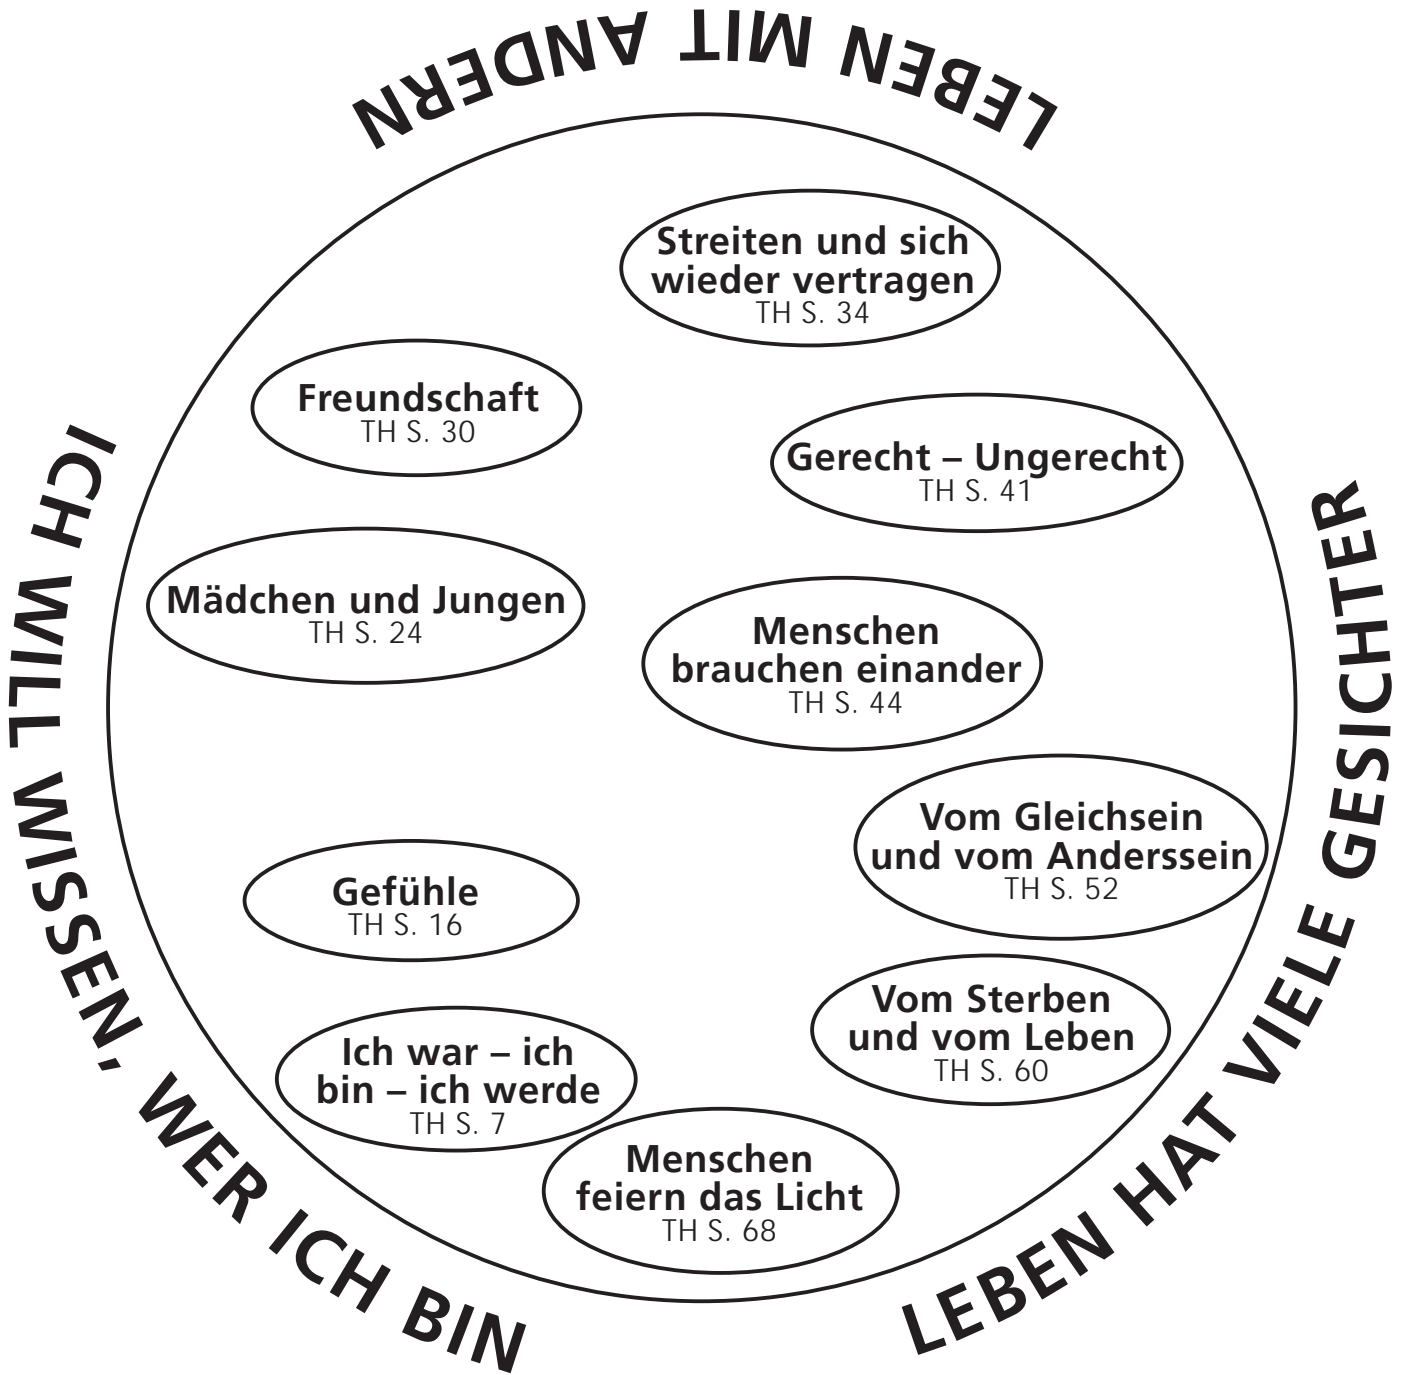 LEBEN MIT ANDERN
Streiten und sich
wieder vertragen
TH S. 34
Freundschaft
TH S. 30
Gerecht – Ungerecht
TH S. 41
Mädchen und Jungen
TH S. 24
Menschen
brauchen einander
TH S. 44
Vom Gleichsein
und vom Anderssein
TH S. 52
Gefühle
TH S. 16
Vom Sterben
und vom Leben
TH S. 60
Ich war – ich
bin – ich werde
TH S. 7
Menschen
feiern das Licht
TH S. 68
ICH WILL WISSEN, WER ICH BIN
LEBEN HAT VIELE GESICHTER